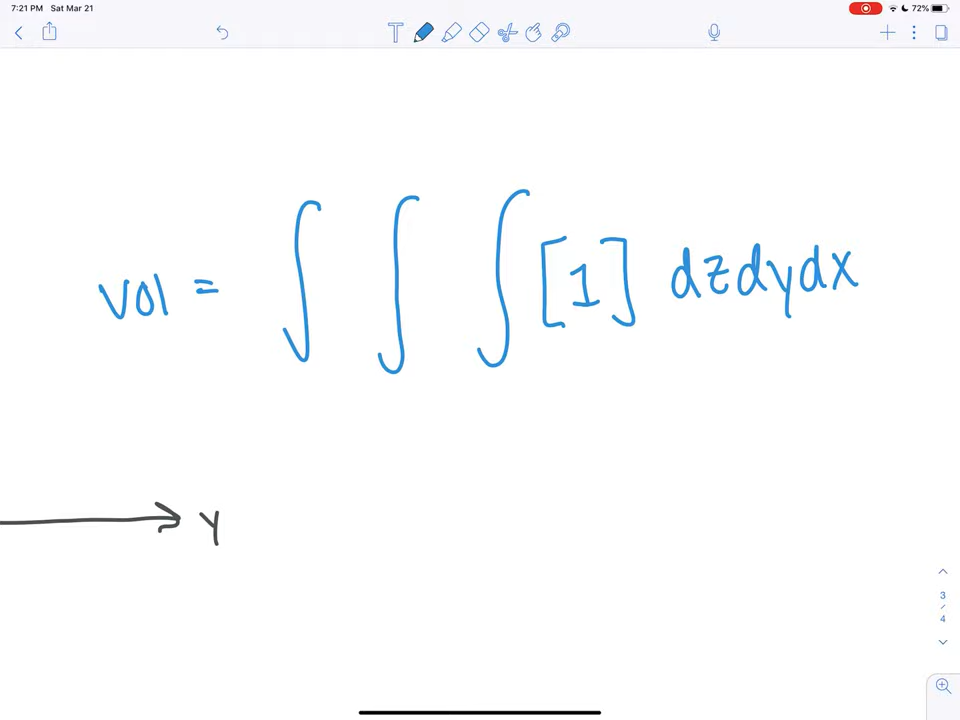 7:21 PM Sat Mar 21 72%
T
vol = ∫ ∫ ∫ [1] dzdydx
y
3
/
4